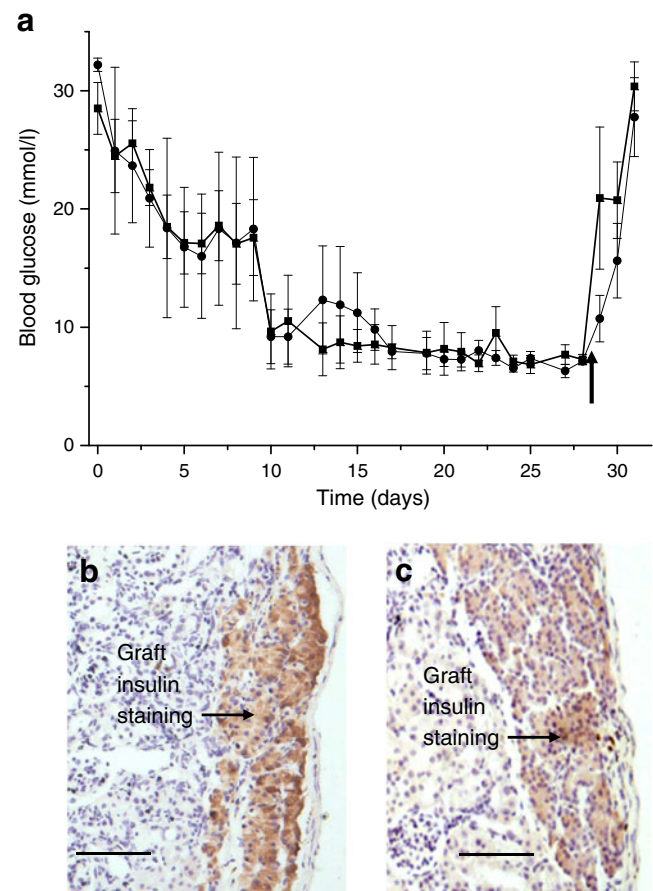 a
Blood glucose (mmol/l)
30
20
10
0
0 5 10 15 20 25 30
Time (days)
b
Graft
insulin
staining
c
Graft
insulin
staining